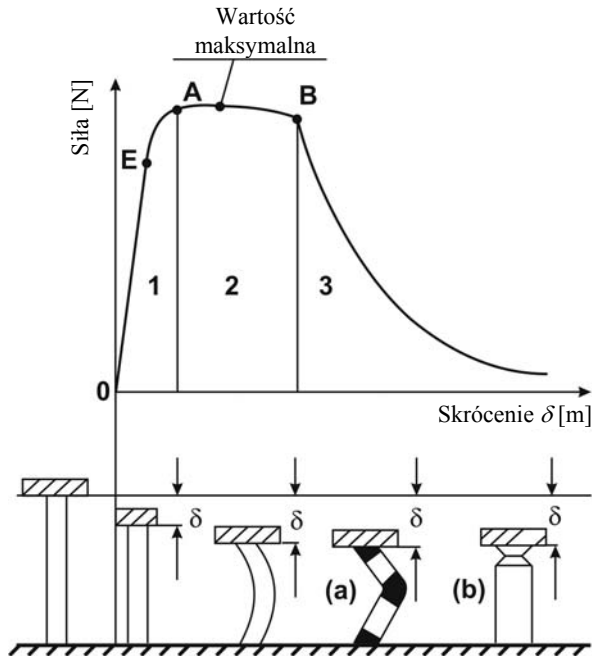 Wartość
maksymalna
Siła [N]
A
B
E
1
2
3
0
Skrócenie δ [m]
δ
δ
δ
δ
(a)
(b)